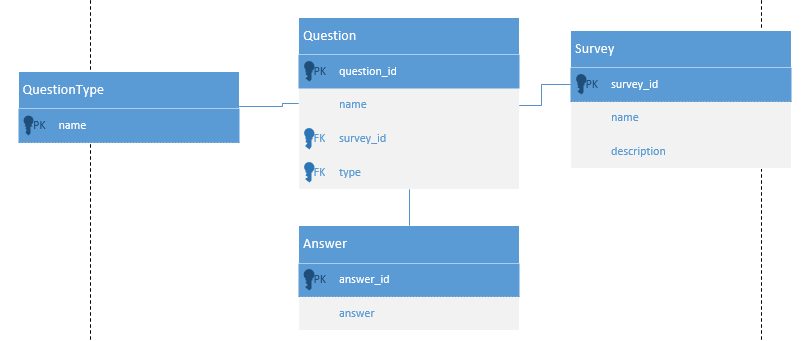 QuestionType
PK name
Question
PK question_id
name
FK survey_id
FK type
Survey
PK survey_id
name
description
Answer
PK answer_id
answer